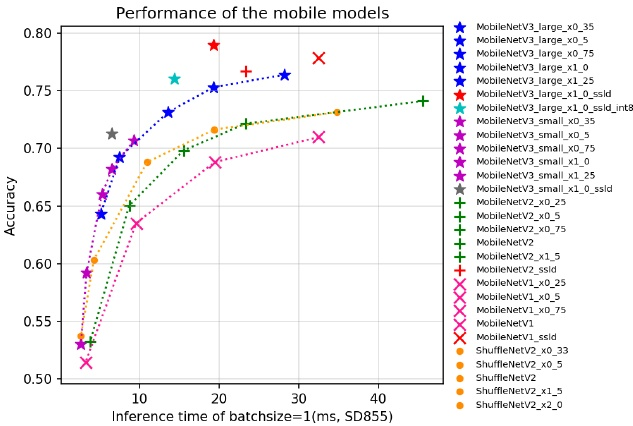 Performance of the mobile models
0.80
0.75
0.70
0.65
0.60
0.55
0.50
Accuracy
10
20
30
40
Inference time of batchsize=1(ms, SD855)
MobileNetV3_large_x0_35
MobileNetV3_large_x0_5
MobileNetV3_large_x0_75
MobileNetV3_large_x1_0
MobileNetV3_large_x1_25
MobileNetV3_large_x1_0_ssld
MobileNetV3_large_x1_0_ssld_int8
MobileNetV3_small_x0_35
MobileNetV3_small_x0_5
MobileNetV3_small_x0_75
MobileNetV3_small_x1_0
MobileNetV3_small_x1_25
MobileNetV3_small_x1_0_ssld
MobileNetV2_x0_25
MobileNetV2_x0_5
MobileNetV2_x0_75
MobileNetV2
MobileNetV2_x1_5
MobileNetV2_ssld
MobileNetV1_x0_25
MobileNetV1_x0_5
MobileNetV1_x0_75
MobileNetV1
MobileNetV1_ssld
ShuffleNetV2_x0_33
ShuffleNetV2_x0_5
ShuffleNetV2
ShuffleNetV2_x1_5
ShuffleNetV2_x2_0